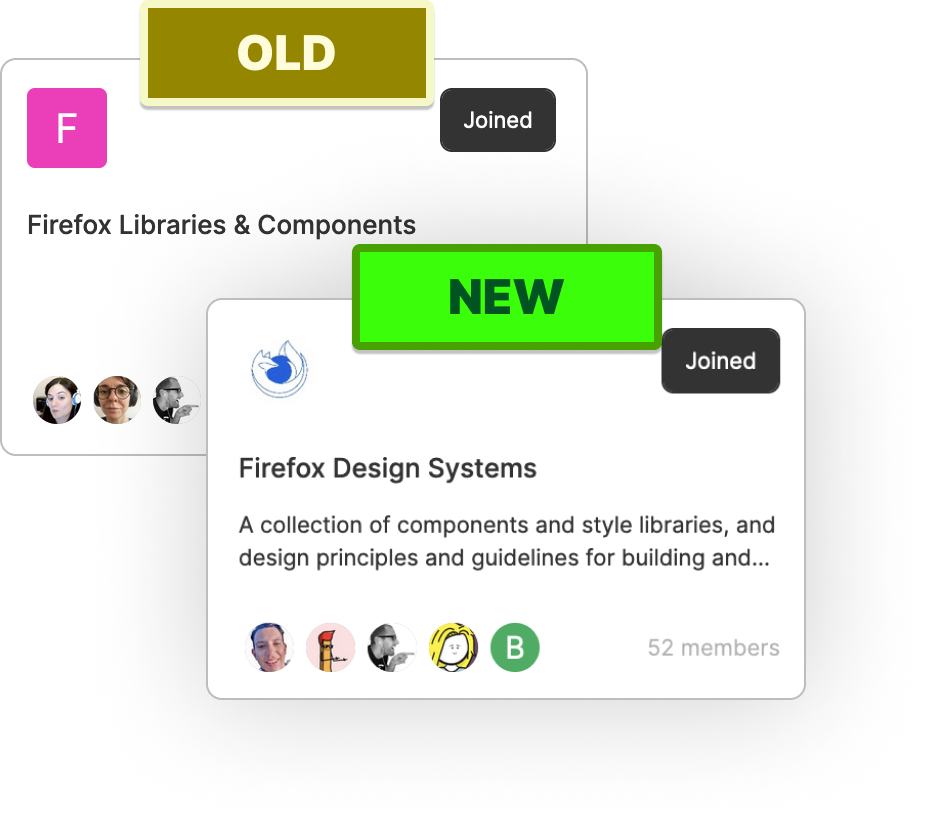 OLD
F
Joined
Firefox Libraries & Components
NEW
Joined
Firefox Design Systems
A collection of components and style libraries, and
design principles and guidelines for building and...
B
52 members